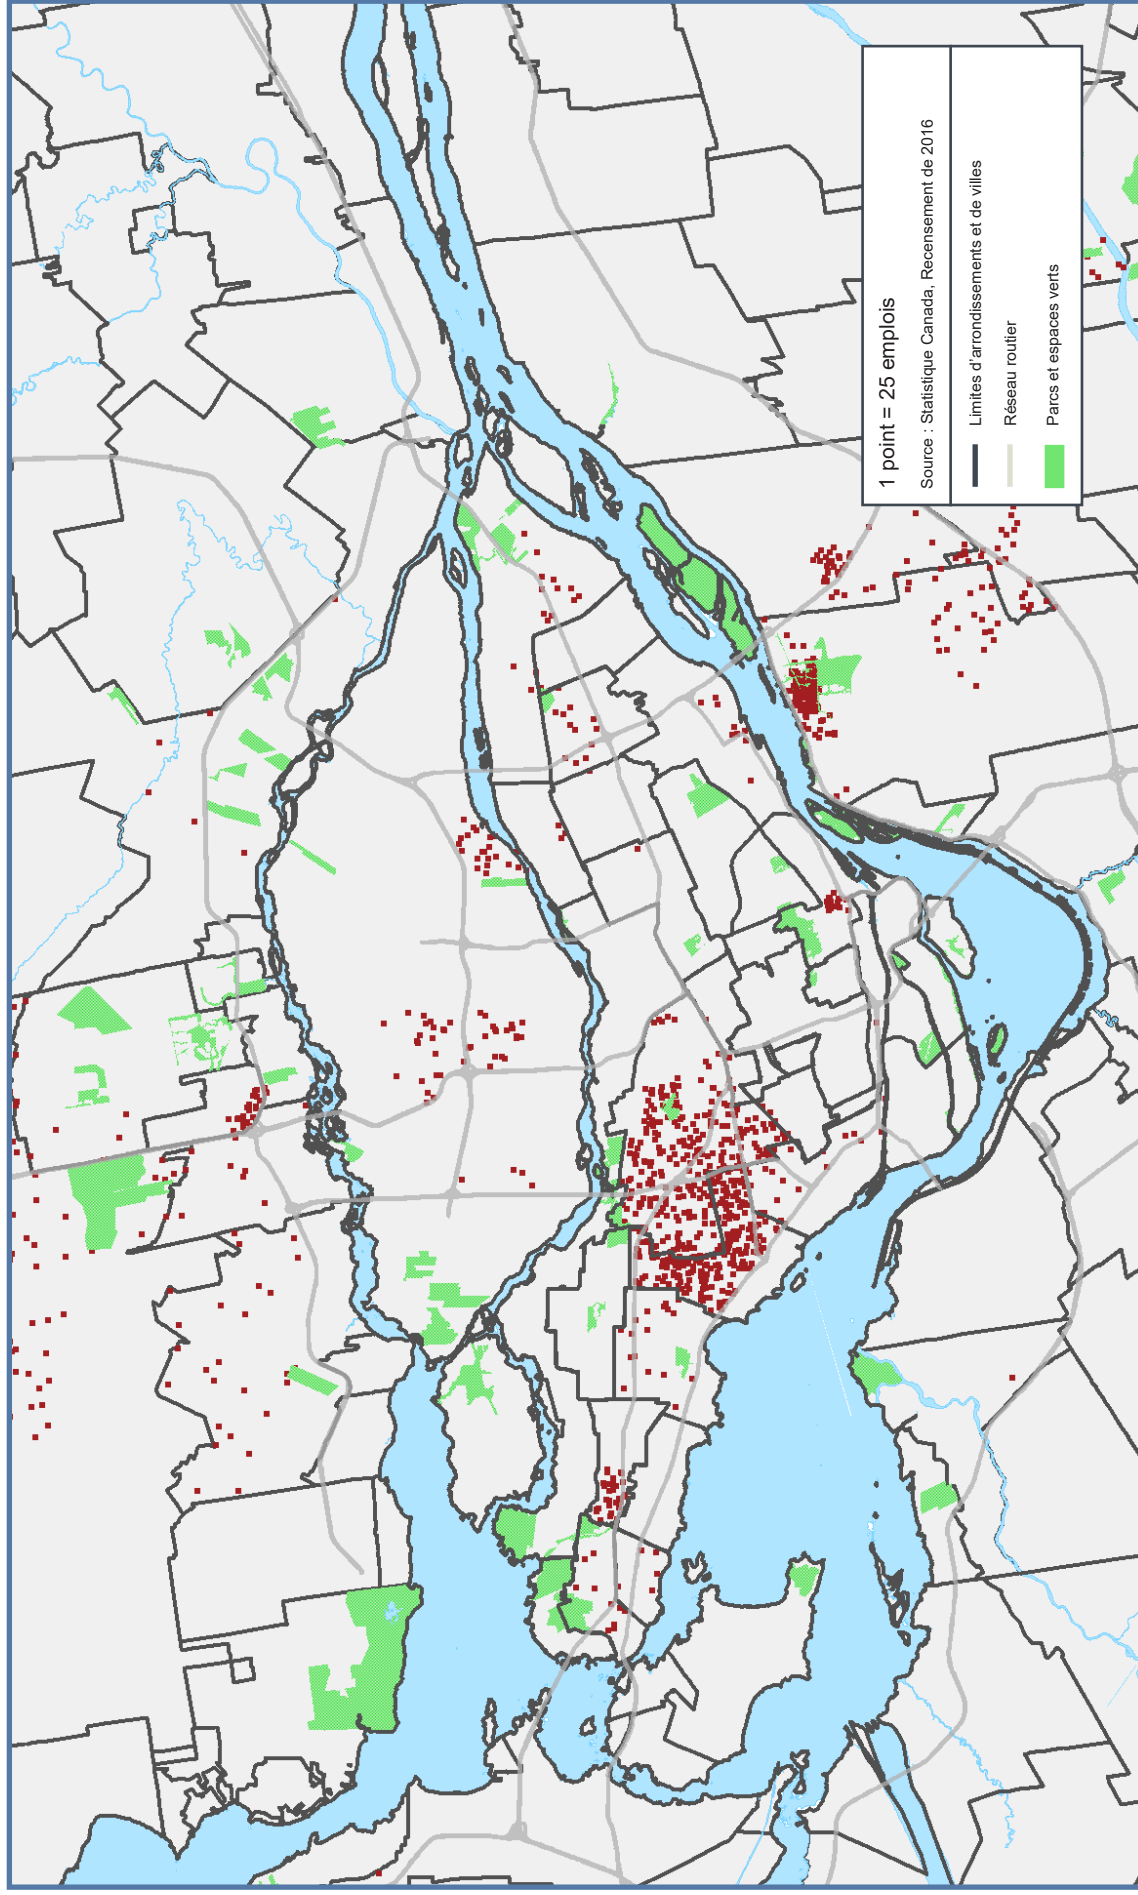 1 point = 25 emplois
Source : Statistique Canada, Recensement de 2016
Limites d'arrondissements et de villes
Réseau routier
Parcs et espaces verts